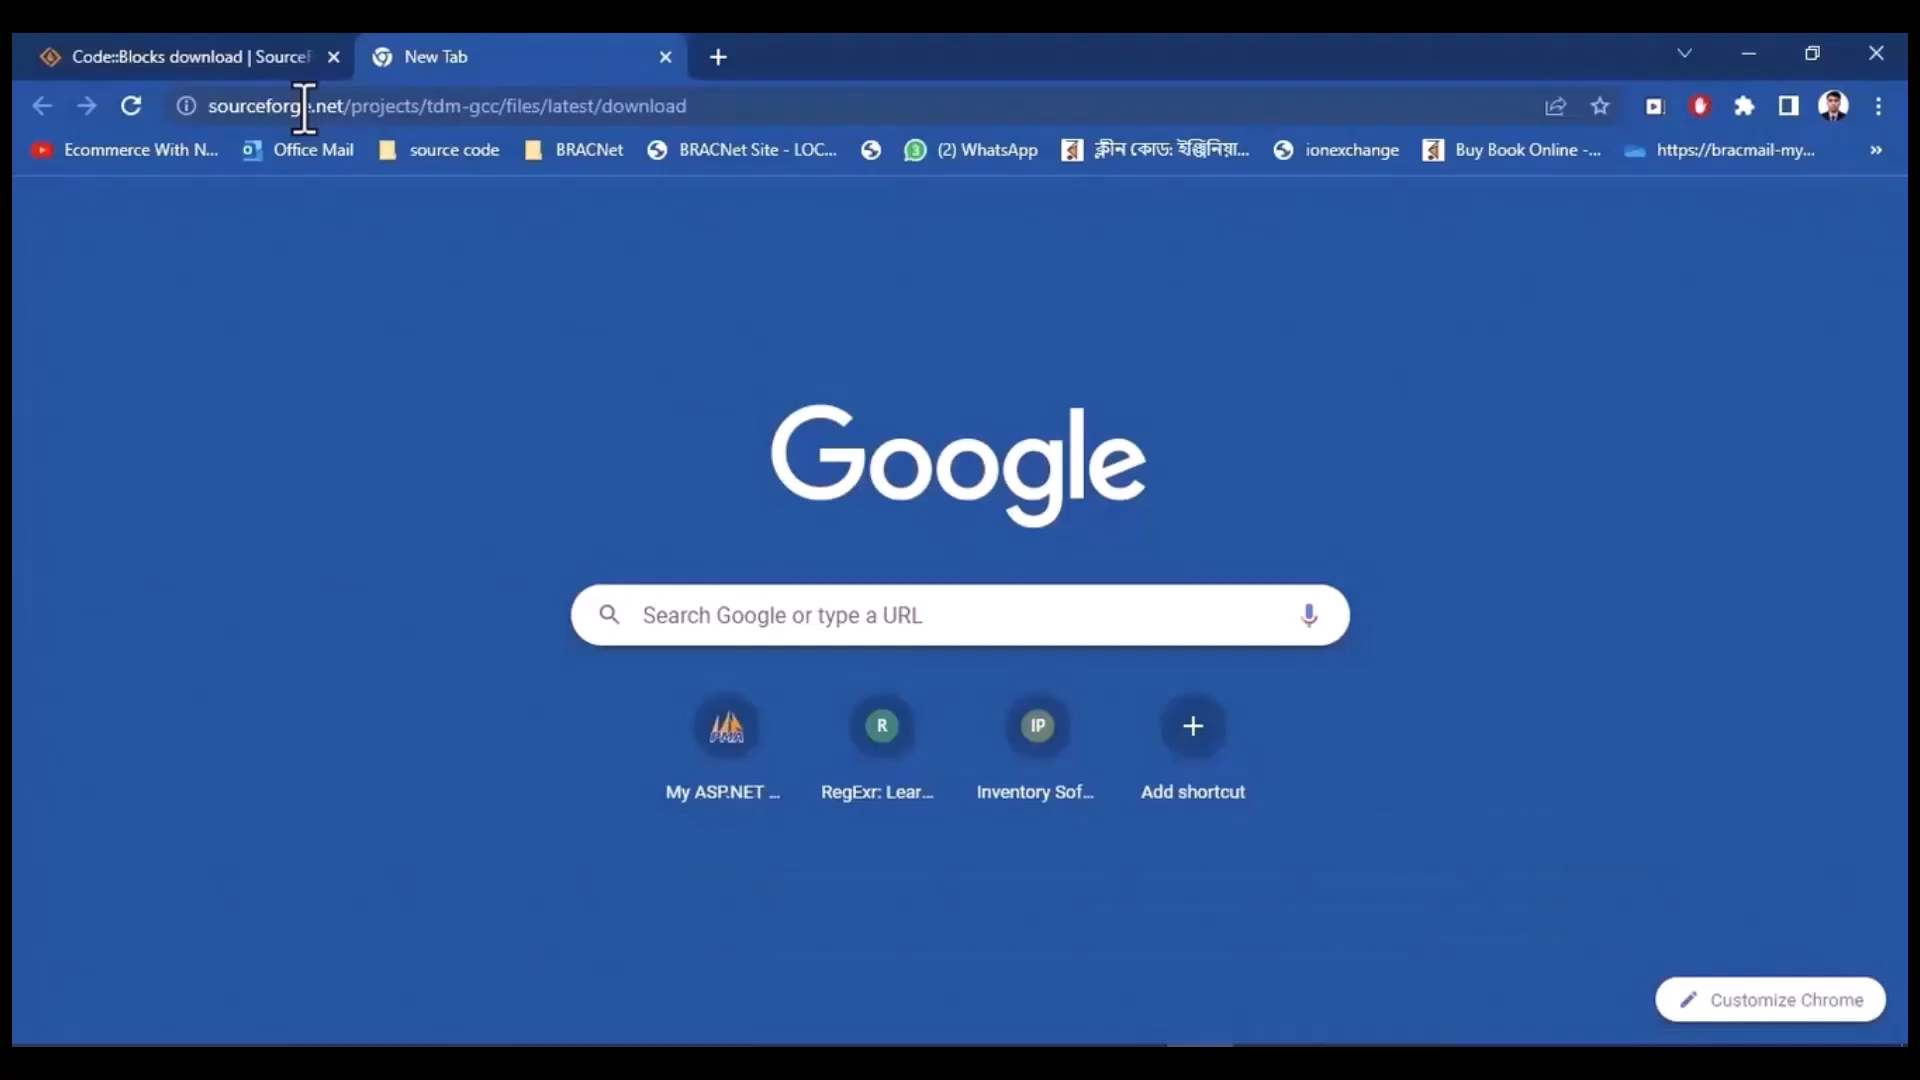 Code::Blocks download | SourceF
New Tab
sourceforge.net/projects/tdm-gcc/files/latest/download
Ecommerce With N... Office Mail source code BRACNet BRACNet Site - LOC... (2) WhatsApp ক্লীন কোড: ইঞ্জিনিয়া... ionexchange Buy Book Online -... https://bracmail-my... »
Google
Search Google or type a URL
PMA R IP
My ASP.NET ... RegExr: Lear... Inventory Sof... Add shortcut
Customize Chrome